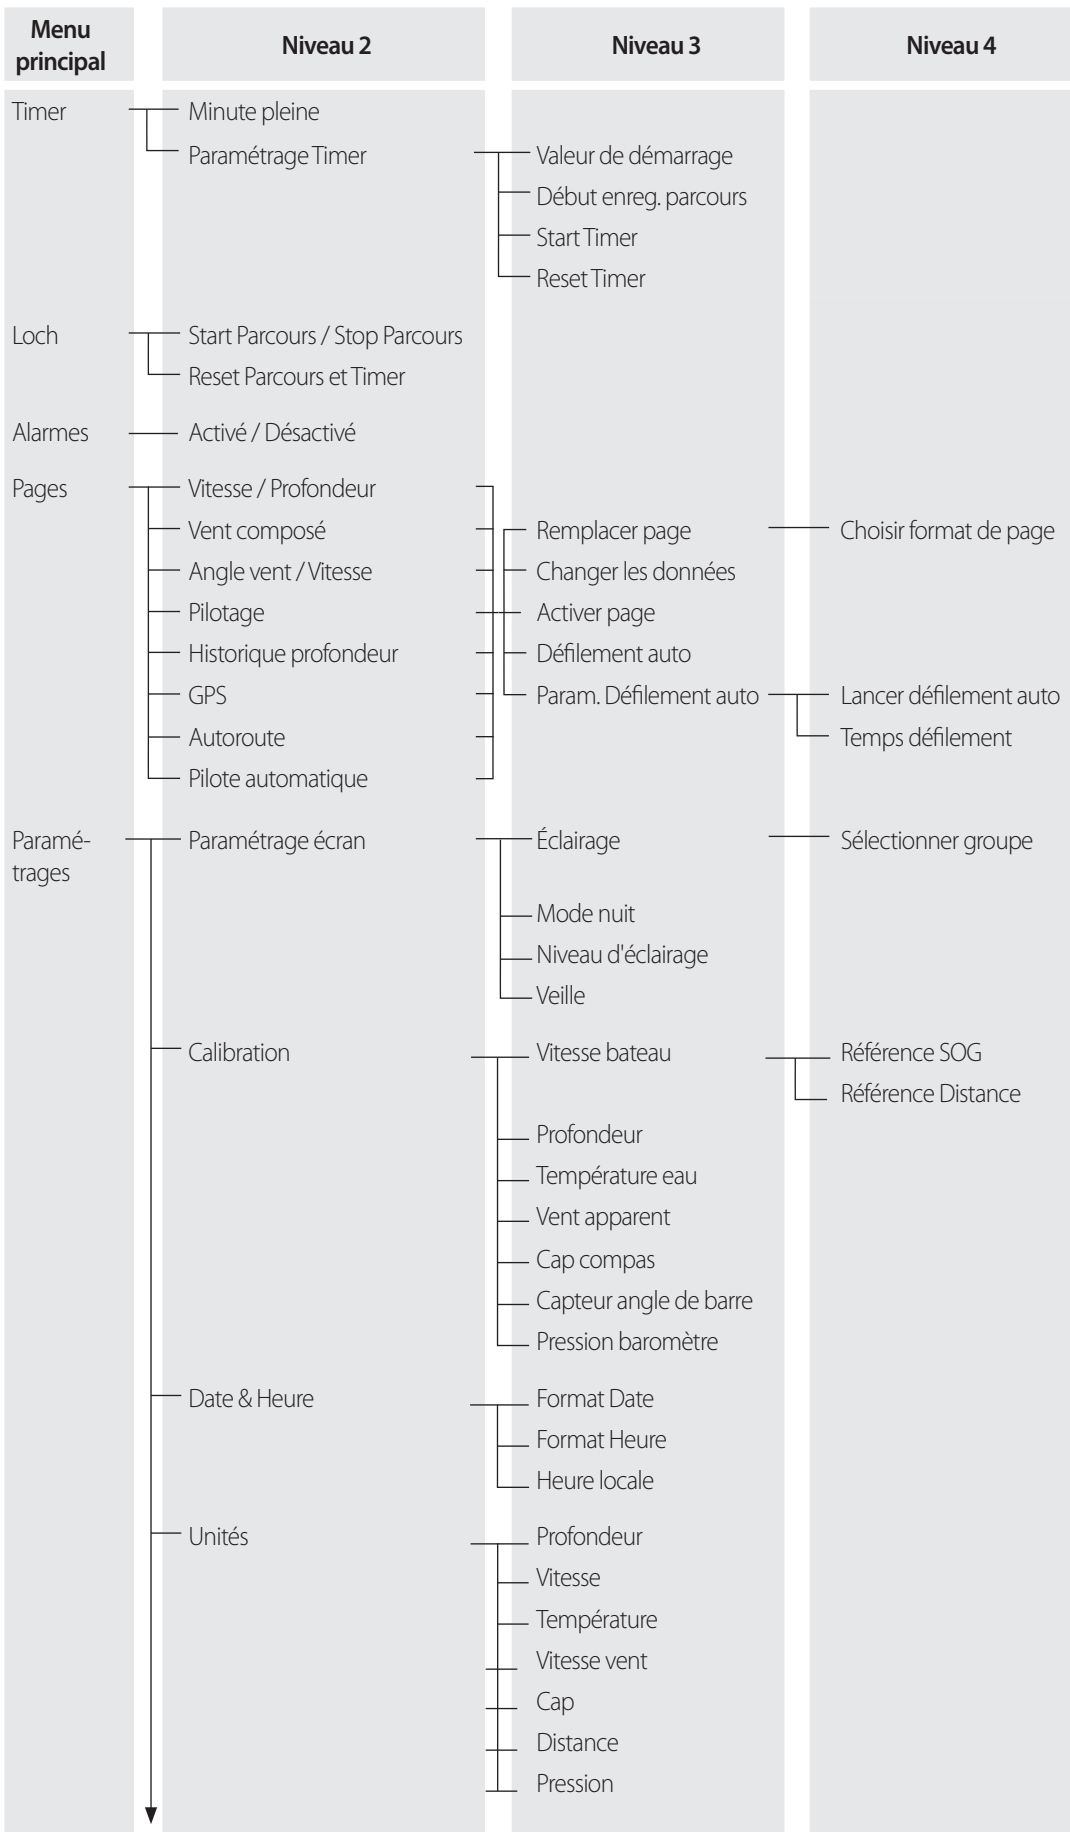 Menu
principal
Niveau 2
Niveau 3
Niveau 4
Timer
Minute pleine
Paramétrage Timer
Valeur de démarrage
Début enreg. parcours
Start Timer
Reset Timer
Loch
Start Parcours / Stop Parcours
Reset Parcours et Timer
Alarmes
Activé / Désactivé
Pages
Vitesse / Profondeur
Vent composé
Remplacer page
Choisir format de page
Angle vent / Vitesse
Changer les données
Pilotage
Activer page
Historique profondeur
Défilement auto
GPS
Param. Défilement auto
Lancer défilement auto
Autoroute
Temps défilement
Pilote automatique
Paramé-
trages
Paramétrage écran
Éclairage
Sélectionner groupe
Mode nuit
Niveau d'éclairage
Veille
Calibration
Vitesse bateau
Référence SOG
Référence Distance
Profondeur
Température eau
Vent apparent
Cap compas
Capteur angle de barre
Pression baromètre
Date & Heure
Format Date
Format Heure
Heure locale
Unités
Profondeur
Vitesse
Température
Vitesse vent
Cap
Distance
Pression